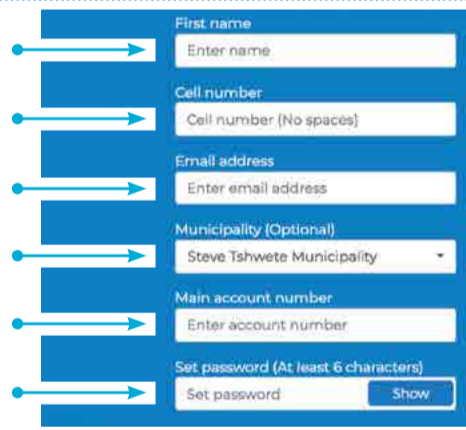 First name
Enter name
Cell number
Cell number (No spaces)
Email address
Enter email address
Municipality (Optional)
Steve Tshwete Municipality
Main account number
Enter account number
Set password (At least 6 characters)
Set password Show